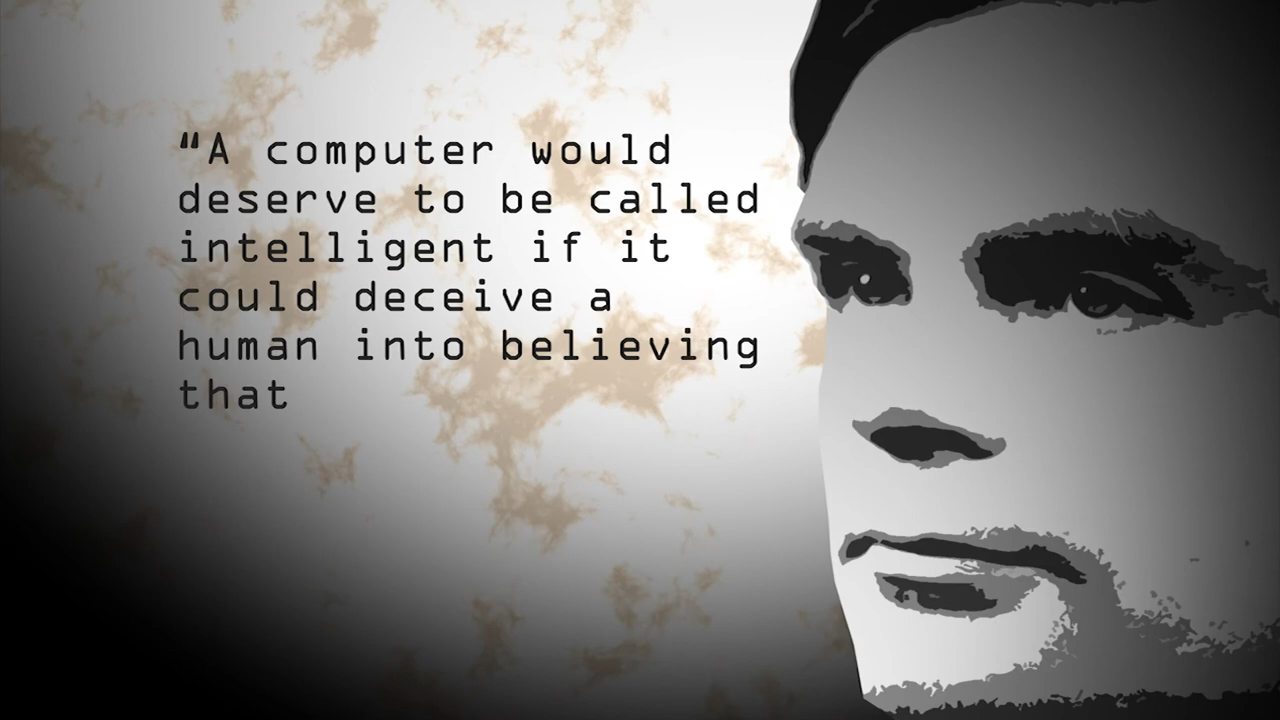 “A computer would
deserve to be called
intelligent if it
could deceive a
human into believing
that